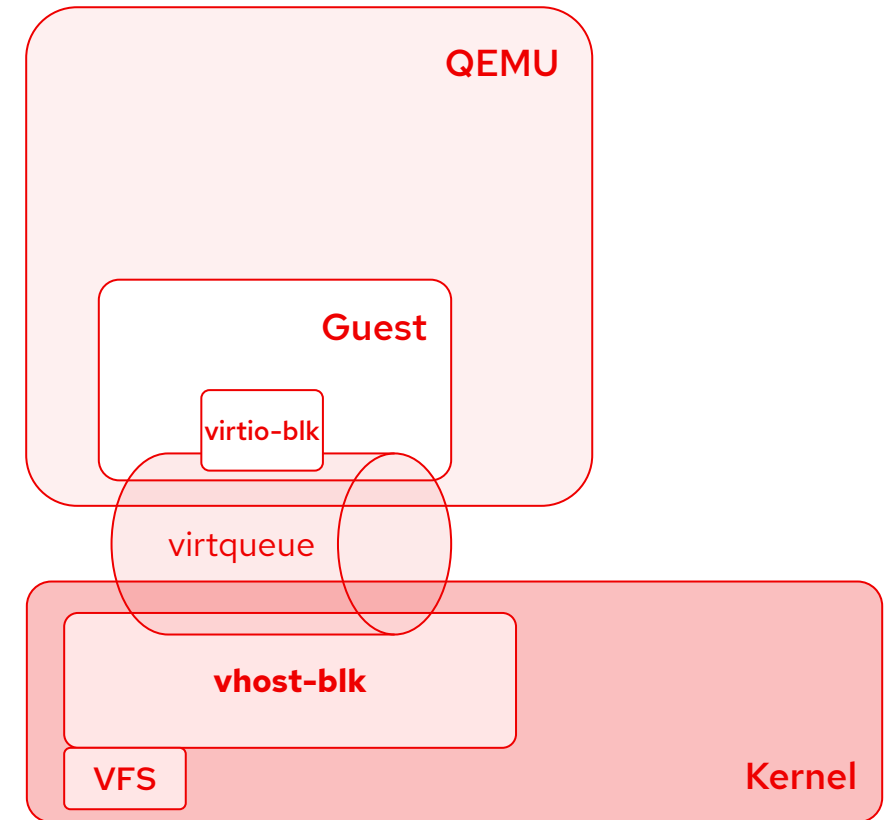 QEMU
Guest
virtio-blk
virtqueue
vhost-blk
VFS
Kernel